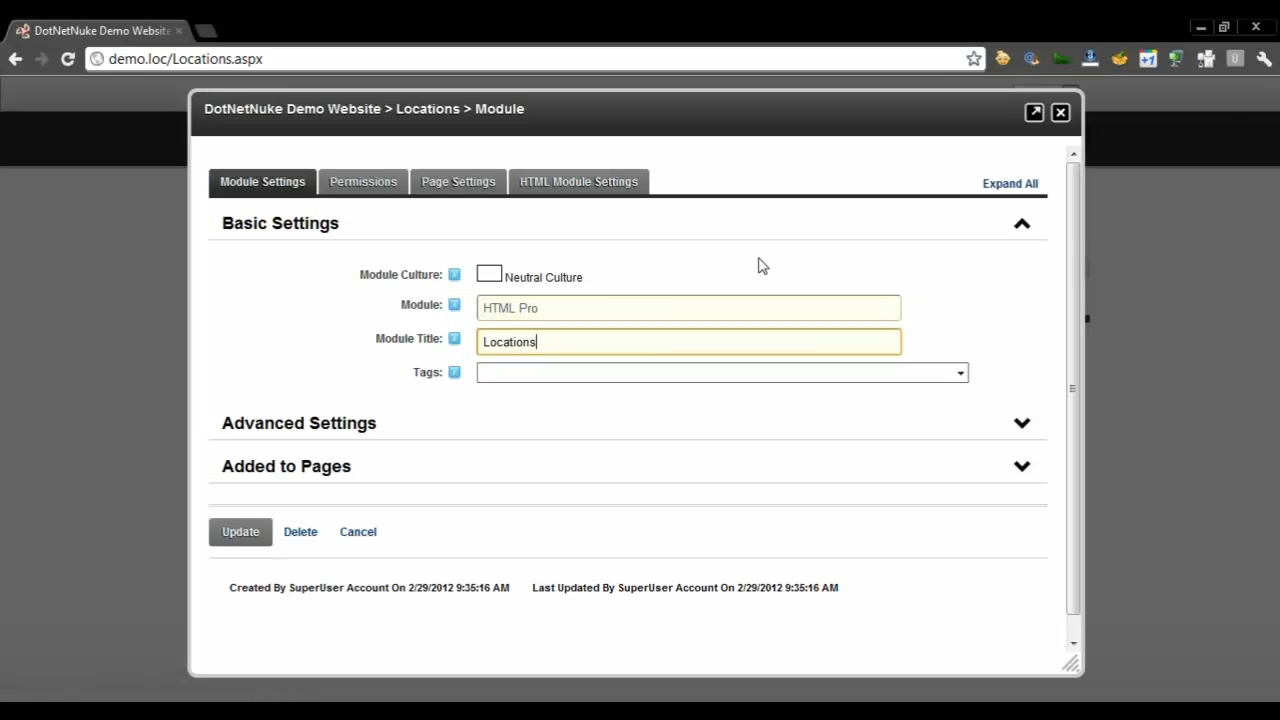 DotNetNuke Demo Website
demo.loc/Locations.aspx
+1
DotNetNuke Demo Website > Locations > Module
Module Settings
Permissions
Page Settings
HTML Module Settings
Expand All
Basic Settings
Module Culture:
Neutral Culture
Module:
HTML Pro
Module Title:
Locations
Tags:
Advanced Settings
Added to Pages
Update
Delete
Cancel
Created By SuperUser Account On 2/29/2012 9:35:16 AM
Last Updated By SuperUser Account On 2/29/2012 9:35:16 AM